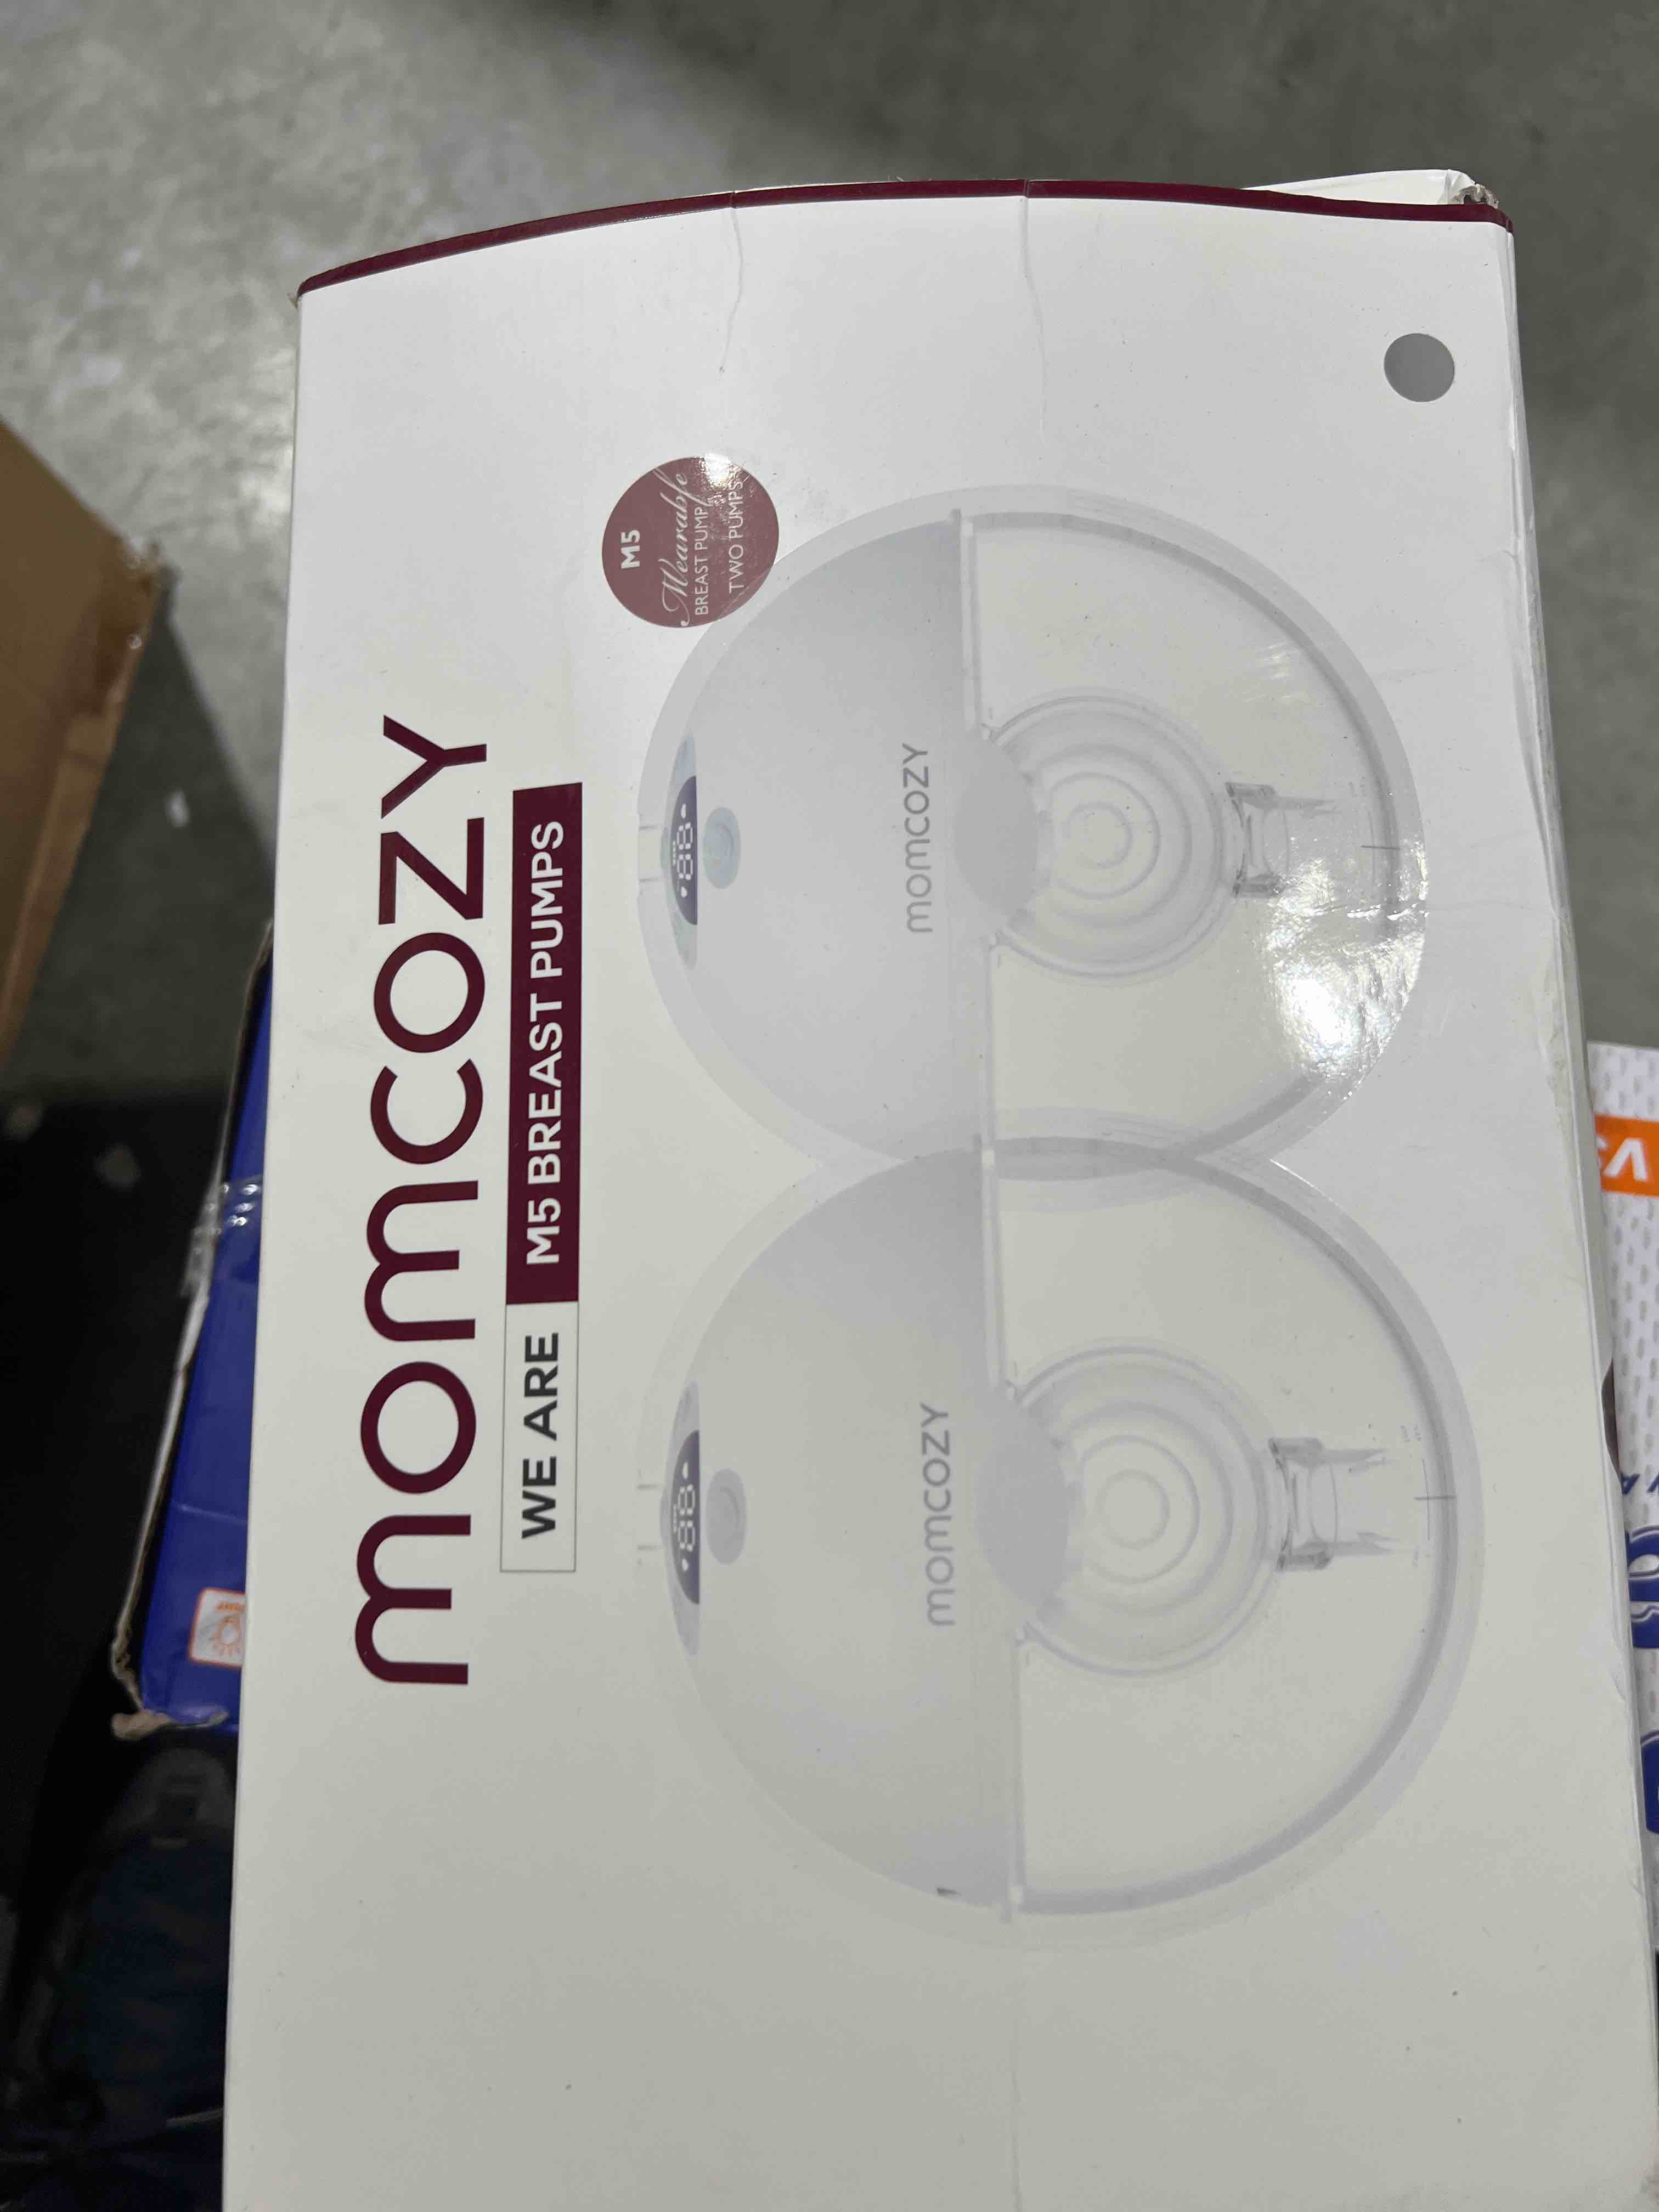 momcozy
WE ARE M5 BREAST PUMPS
M5
Wearable
BREAST PUMP
TWO PUMPS
momcozy
momcozy